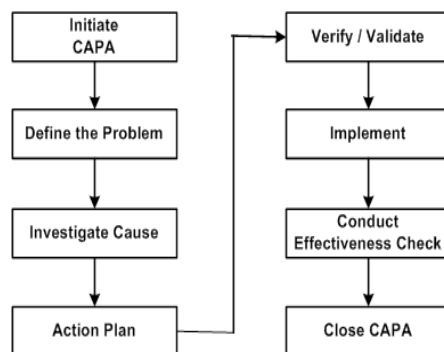 Initiate
CAPA
Define the Problem
Investigate Cause
Action Plan
Verify / Validate
Implement
Conduct
Effectiveness Check
Close CAPA